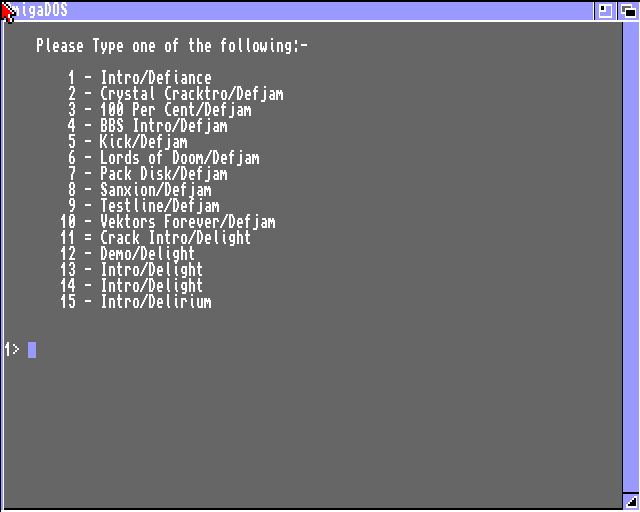 migaDOS
Please Type one of the following:-
1 - Intro/Defiance
2 - Crystal Cracktro/Defjam
3 - 100 Per Cent/Defjam
4 - BBS Intro/Defjam
5 - Kick/Defjam
6 - Lords of Doom/Defjam
7 - Pack Disk/Defjam
8 - Sanxion/Defjam
9 - Testline/Defjam
10 - Vektors Forever/Defjam
11 = Crack Intro/Delight
12 - Demo/Delight
13 - Intro/Delight
14 - Intro/Delight
15 - Intro/Delirium
1>